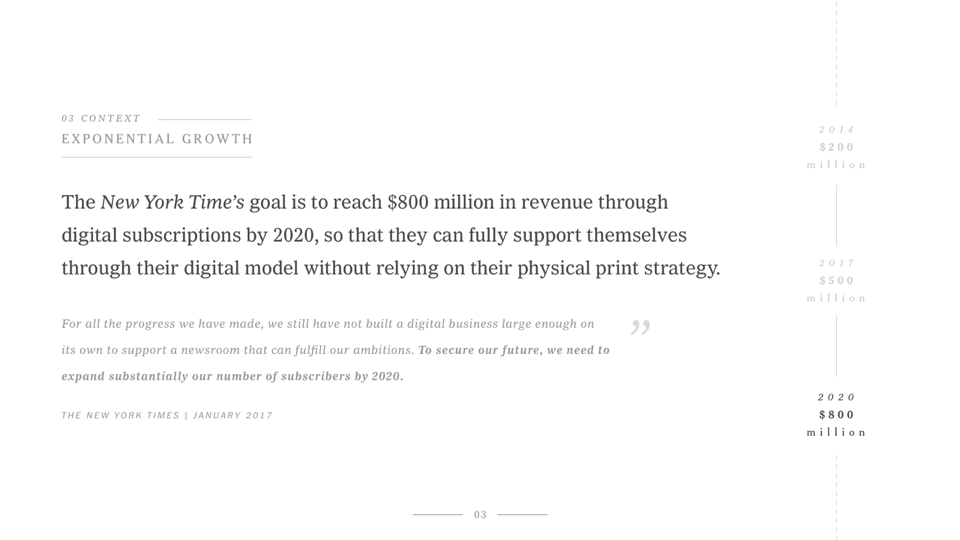 03 CONTEXT
EXPONENTIAL GROWTH
The New York Time's goal is to reach $800 million in revenue through
digital subscriptions by 2020, so that they can fully support themselves
through their digital model without relying on their physical print strategy.
For all the progress we have made, we still have not built a digital business large enough on
its own to support a newsroom that can fulfill our ambitions. To secure our future, we need to
expand substantially our number of subscribers by 2020.
”
THE NEW YORK TIMES | JANUARY 2017
2014
$200
million
2017
$500
million
2020
$800
million
03